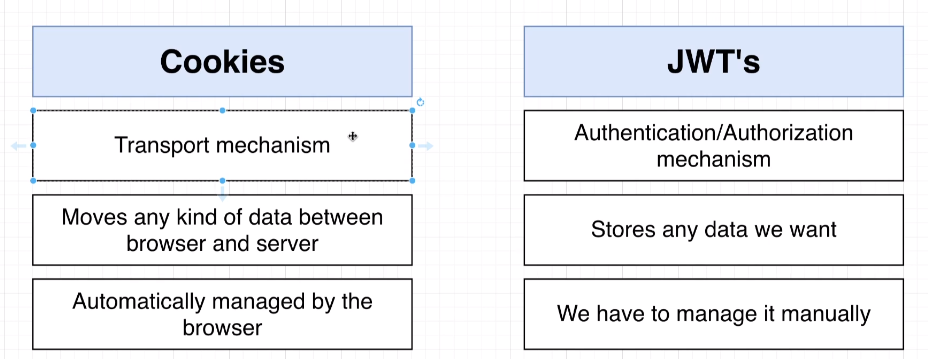 Cookies
JWT's
Transport mechanism
Authentication/Authorization
mechanism
Moves any kind of data between
browser and server
Stores any data we want
Automatically managed by the
browser
We have to manage it manually